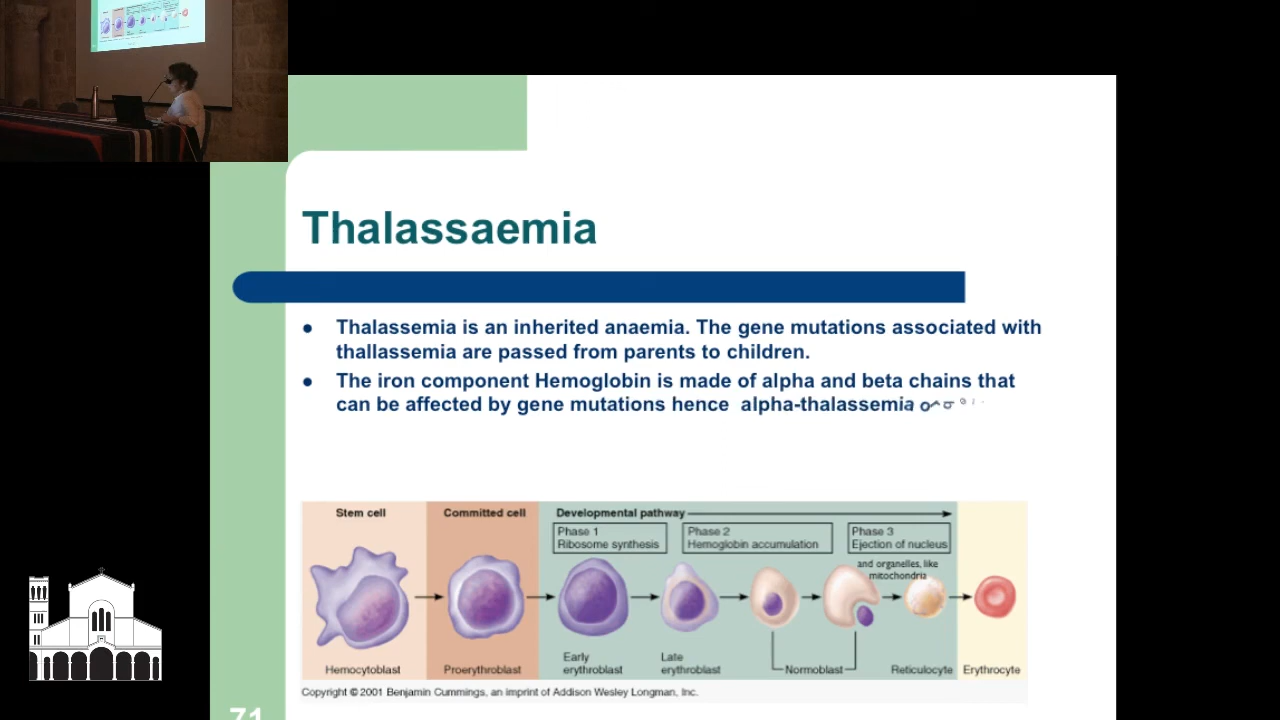 Thalassaemia
● Thalassemia is an inherited anaemia. The gene mutations associated with
thallassemia are passed from parents to children.
● The iron component Hemoglobin is made of alpha and beta chains that
can be affected by gene mutations hence alpha-thalassemia
Stem cell
Committed cell
Developmental pathway
Phase 1
Ribosome synthesis
Phase 2
Hemoglobin accumulation
Phase 3
Ejection of nucleus
and organelles, like
mitochondria
Hemocytoblast
Proerythroblast
Early
erythroblast
Late
erythroblast
Normoblast
Reticulocyte
Erythrocyte
Copyright © 2001 Benjamin Cummings, an imprint of Addison Wesley Longman, Inc.
71